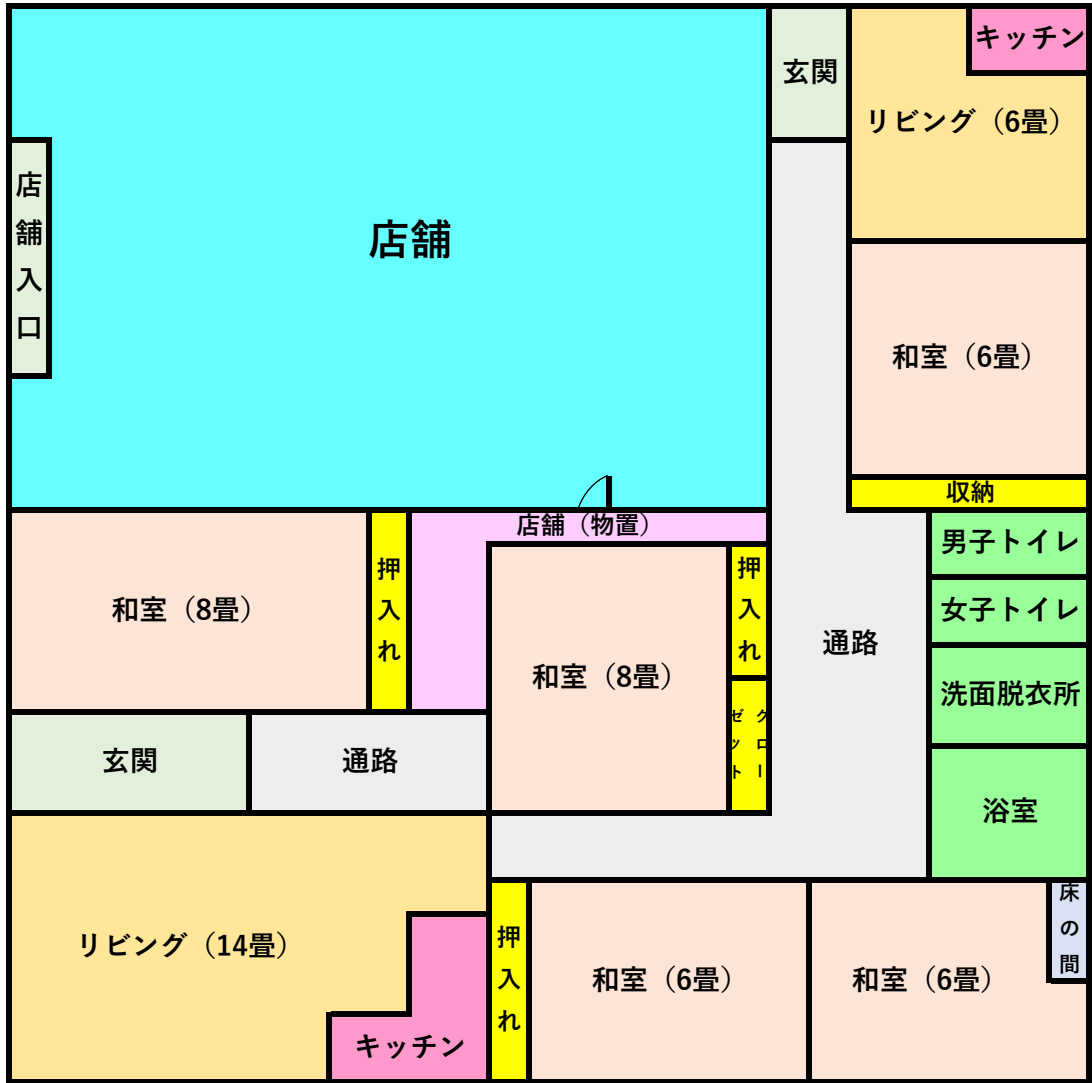 玄関
キッチン
リビング（6畳）
店舗入口
店舗
和室（6畳）
収納
店舗（物置）
男子トイレ
和室（8畳）
押入れ
押入れ
女子トイレ
通路
和室（8畳）
洗面脱衣所
クローゼット
玄関
通路
浴室
床の間
リビング（14畳）
押入れ
和室（6畳）
和室（6畳）
キッチン